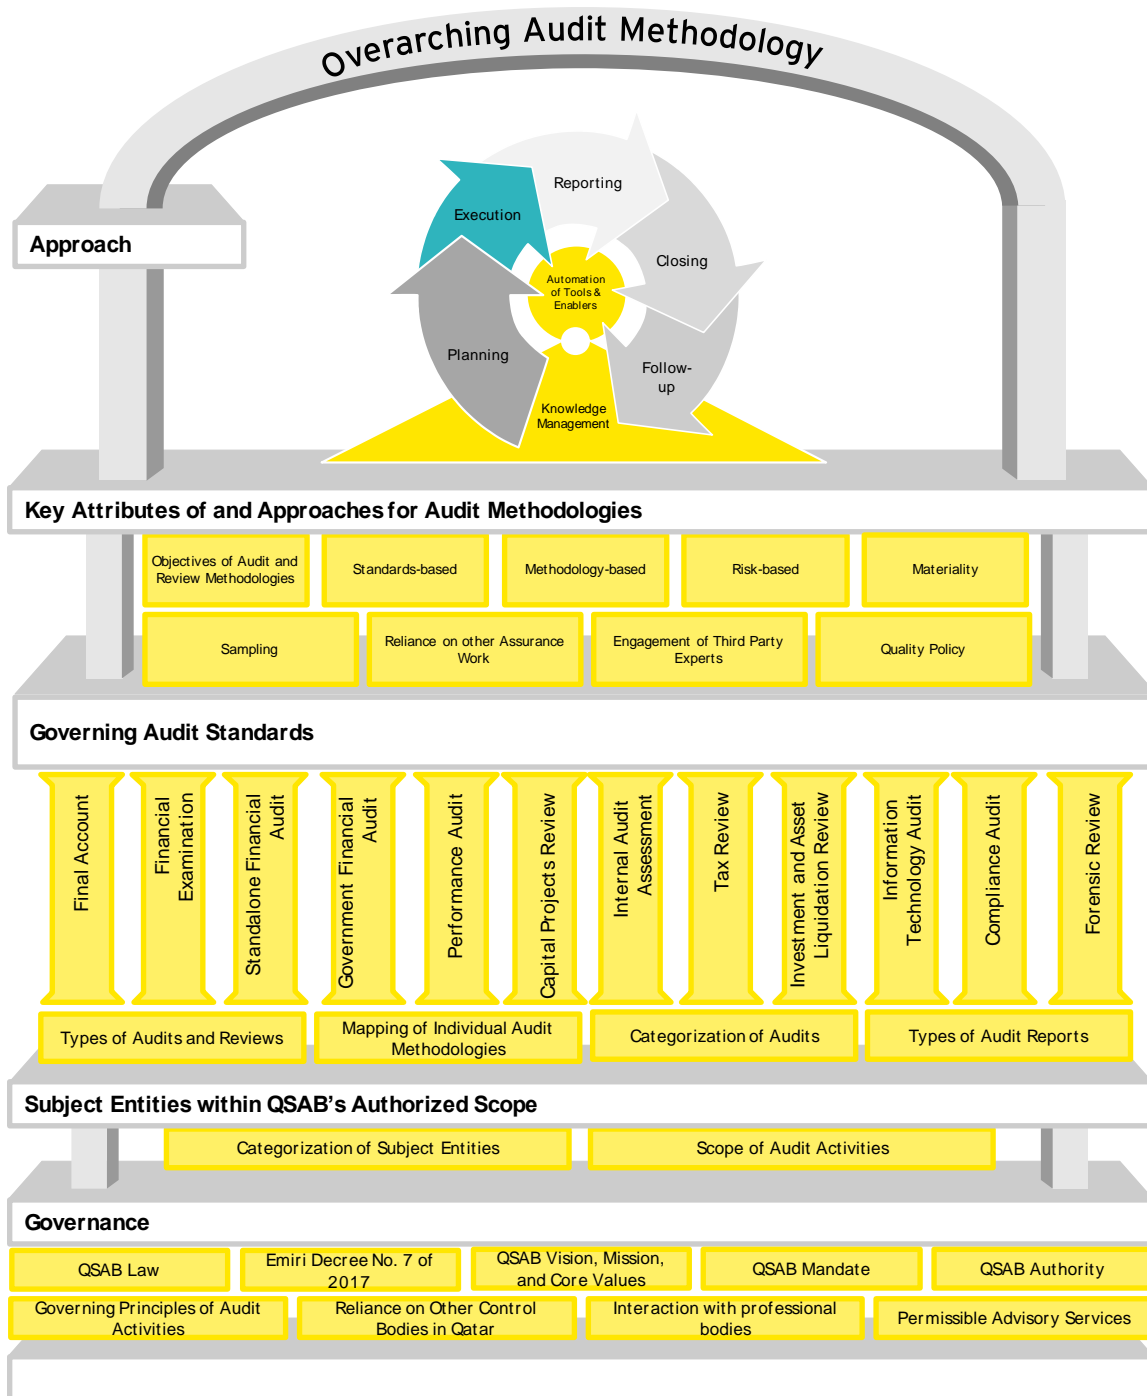 Overarching Audit Methodology
Reporting
Execution
Approach
Closing
Automation
of Tools &
Enablers
Planning
Follow-
up
Knowledge
Management
Key Attributes of and Approaches for Audit Methodologies
Objectives of Audit and
Review Methodologies
Standards-based
Methodology-based
Risk-based
Materiality
Sampling
Reliance on other Assurance
Work
Engagement of Third Party
Experts
Quality Policy
Governing Audit Standards
Final Account
Financial
Examination
Standalone Financial
Audit
Government Financial
Audit
Performance Audit
Capital Projects Review
Internal Audit
Assessment
Tax Review
Investment and Asset
Liquidation Review
Information
Technology Audit
Compliance Audit
Forensic Review
Types of Audits and Reviews
Mapping of Individual Audit
Methodologies
Categorization of Audits
Types of Audit Reports
Subject Entities within QSAB's Authorized Scope
Categorization of Subject Entities
Scope of Audit Activities
Governance
QSAB Law
Emiri Decree No. 7 of
2017
QSAB Vision, Mission,
and Core Values
QSAB Mandate
QSAB Authority
Governing Principles of Audit
Activities
Reliance on Other Control
Bodies in Qatar
Interaction with professional
bodies
Permissible Advisory Services